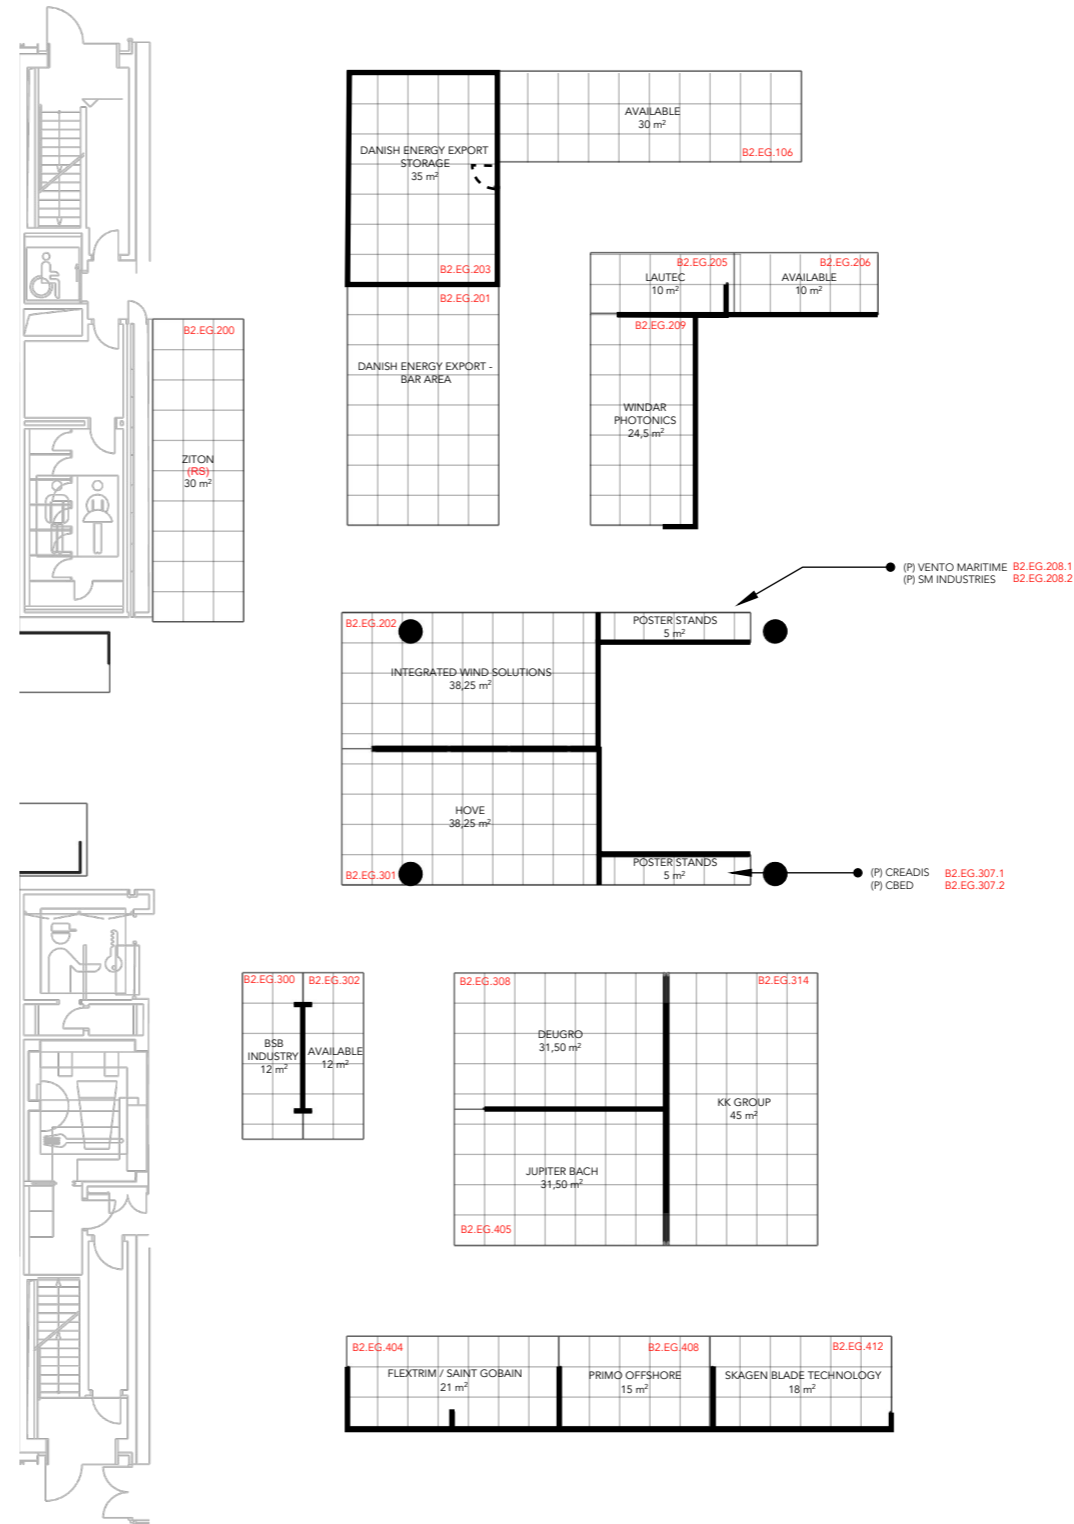 AVAILABLE
30 m²
B2.EG.106
DANISH ENERGY EXPORT
STORAGE
35 m²
B2.EG.203
B2.EG.201
DANISH ENERGY EXPORT -
BAR AREA
B2.EG.205
LAUTEC
10 m²
B2.EG.206
AVAILABLE
10 m²
B2.EG.209
WINDAR
PHOTONICS
24,5 m²
B2.EG.200
ZITON
(RS)
30 m²
(P) VENTO MARITIME B2.EG.208.1
(P) SM INDUSTRIES B2.EG.208.2
B2.EG.202
INTEGRATED WIND SOLUTIONS
38,25 m²
POSTER STANDS
5 m²
HOVE
38,25 m²
B2.EG.301
POSTER STANDS
5 m²
(P) CREADIS B2.EG.307.1
(P) CBED B2.EG.307.2
B2.EG.300
BSB
INDUSTRY
12 m²
B2.EG.302
AVAILABLE
12 m²
B2.EG.308
DEUGRO
31,50 m²
B2.EG.314
KK GROUP
45 m²
JUPITER BACH
31,50 m²
B2.EG.405
B2.EG.404
FLEXTRIM / SAINT GOBAIN
21 m²
B2.EG.408
PRIMO OFFSHORE
15 m²
B2.EG.412
SKAGEN BLADE TECHNOLOGY
18 m²